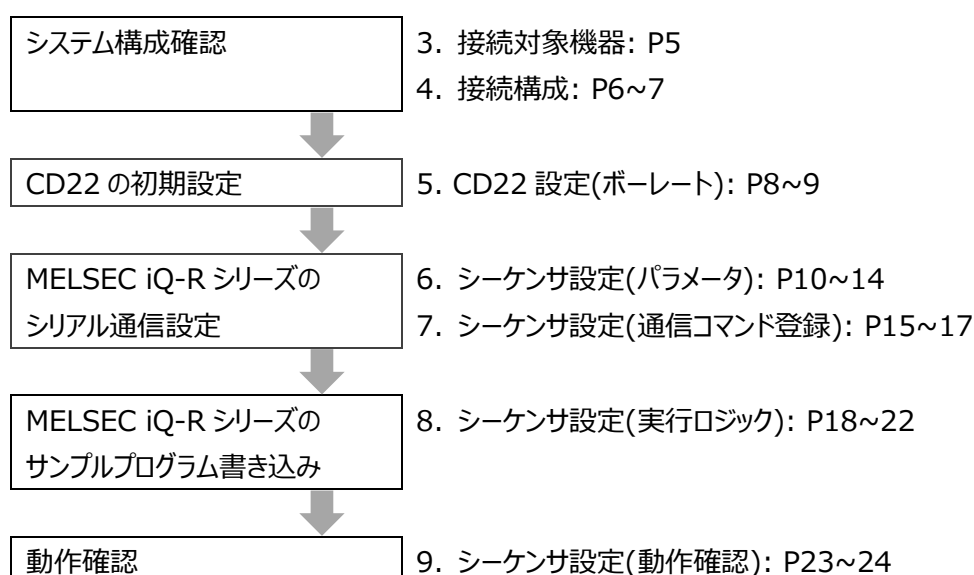 システム構成確認
3. 接続対象機器: P5
4. 接続構成: P6~7
CD22 の初期設定
5. CD22 設定(ボーレート): P8~9
MELSEC iQ-R シリーズの
シリアル通信設定
6. シーケンサ設定(パラメータ): P10~14
7. シーケンサ設定(通信コマンド登録): P15~17
MELSEC iQ-R シリーズの
サンプルプログラム書き込み
8. シーケンサ設定(実行ロジック): P18~22
動作確認
9. シーケンサ設定(動作確認): P23~24